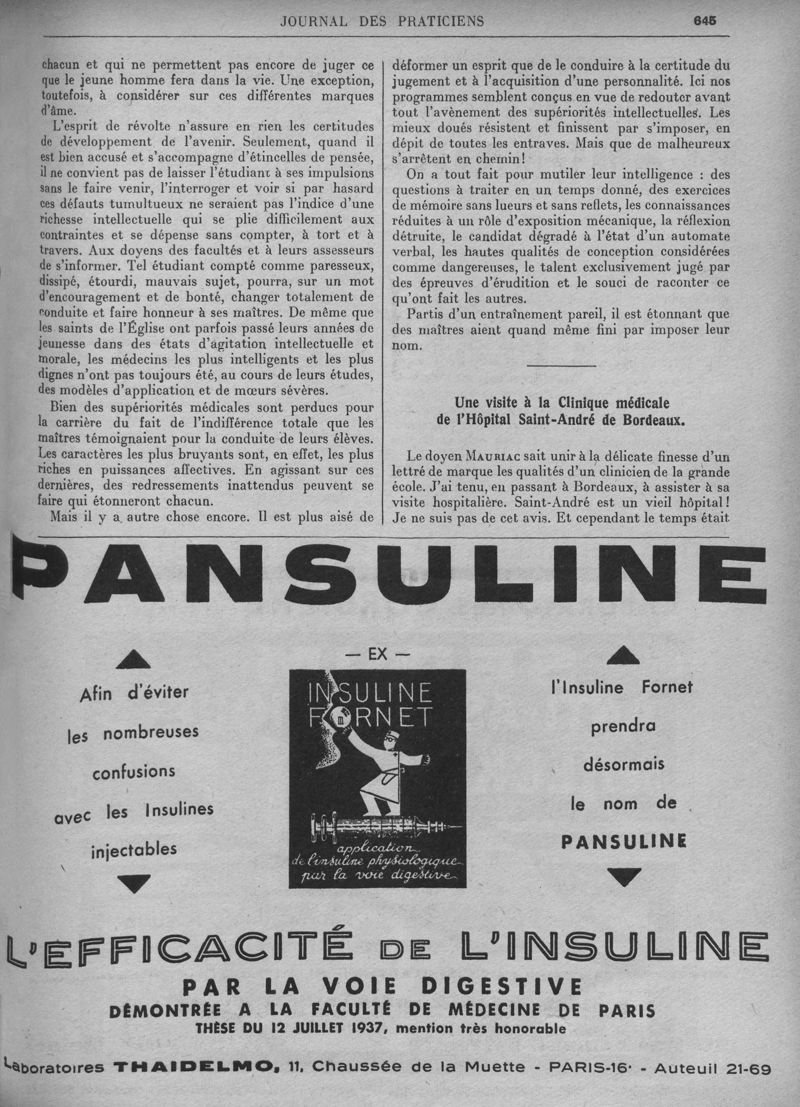 JOURNAL DES PRATICIENS 645
chacun et qui ne permettent pas encore de juger ce
que le jeune homme fera dans la vie. Une exception,
toutefois, à considérer sur ces différentes marques
d'âme.
L'esprit de révolte n'assure en rien les certitudes
de développement de l'avenir. Seulement, quand il
est bien accusé et s'accompagne d'étincelles de pensée,
il ne convient pas de laisser l'étudiant à ses impulsions
sans le faire venir, l'interroger et voir si par hasard
ces défauts tumultueux ne seraient pas l'indice d'une
richesse intellectuelle qui se plie difficilement aux
contraintes et se dépense sans compter, à tort et à
travers. Aux doyens des facultés et à leurs assesseurs
de s'informer. Tel étudiant compté comme paresseux,
dissipé, étourdi, mauvais sujet, pourra, sur un mot
d'encouragement et de bonté, changer totalement de
conduite et faire honneur à ses maîtres. De même que
les saints de l'Église ont parfois passé leurs années de
jeunesse dans des états d'agitation intellectuelle et
morale, les médecins les plus intelligents et les plus
dignes n'ont pas toujours été, au cours de leurs études,
des modèles d'application et de mœurs sévères.
Bien des supériorités médicales sont perdues pour
la carrière du fait de l'indifférence totale que les
maîtres témoignaient pour la conduite de leurs élèves.
Les caractères les plus bruyants sont, en effet, les plus
riches en puissances affectives. En agissant sur ces
dernières, des redressements inattendus peuvent se
faire qui étonneront chacun.
Mais il y a autre chose encore. Il est plus aisé de
déformer un esprit que de le conduire à la certitude du
jugement et à l'acquisition d'une personnalité. Ici nos
programmes semblent conçus en vue de redouter avant
tout l'avènement des supériorités intellectuelles. Les
mieux doués résistent et finissent par s'imposer, en
dépit de toutes les entraves. Mais que de malheureux
s'arrêtent en chemin !
On a tout fait pour mutiler leur intelligence : des
questions à traiter en un temps donné, des exercices
de mémoire sans lueurs et sans reflets, les connaissances
réduites à un rôle d'exposition mécanique, la réflexion
détruite, le candidat dégradé à l'état d'un automate
verbal, les hautes qualités de conception considérées
comme dangereuses, le talent exclusivement jugé par
des épreuves d'érudition et le souci de raconter ce
qu'ont fait les autres.
Partis d'un entraînement pareil, il est étonnant que
des maîtres aient quand même fini par imposer leur
nom.
Une visite à la Clinique médicale
de l'Hôpital Saint-André de Bordeaux.
Le doyen MAURIAC sait unir à la délicate finesse d'un
lettré de marque les qualités d'un clinicien de la grande
école. J'ai tenu, en passant à Bordeaux, à assister à sa
visite hospitalière. Saint-André est un vieil hôpital !
Je ne suis pas de cet avis. Et cependant le temps était
PANSULINE
Afin d'éviter
les nombreuses
confusions
avec les Insulines
injectables
— EX —
INSULINE
FORNET
application
de l'insuline physiologique
par la voie digestive
l'Insuline Fornet
prendra
désormais
le nom de
PANSULINE
L'EFFICACITÉ DE L'INSULINE
PAR LA VOIE DIGESTIVE
DÉMONTRÉE A LA FACULTÉ DE MÉDECINE DE PARIS
THÈSE DU 12 JUILLET 1937, mention très honorable
Laboratoires THAIDELMO, 11, Chaussée de la Muette - PARIS-16· - Auteuil 21-69